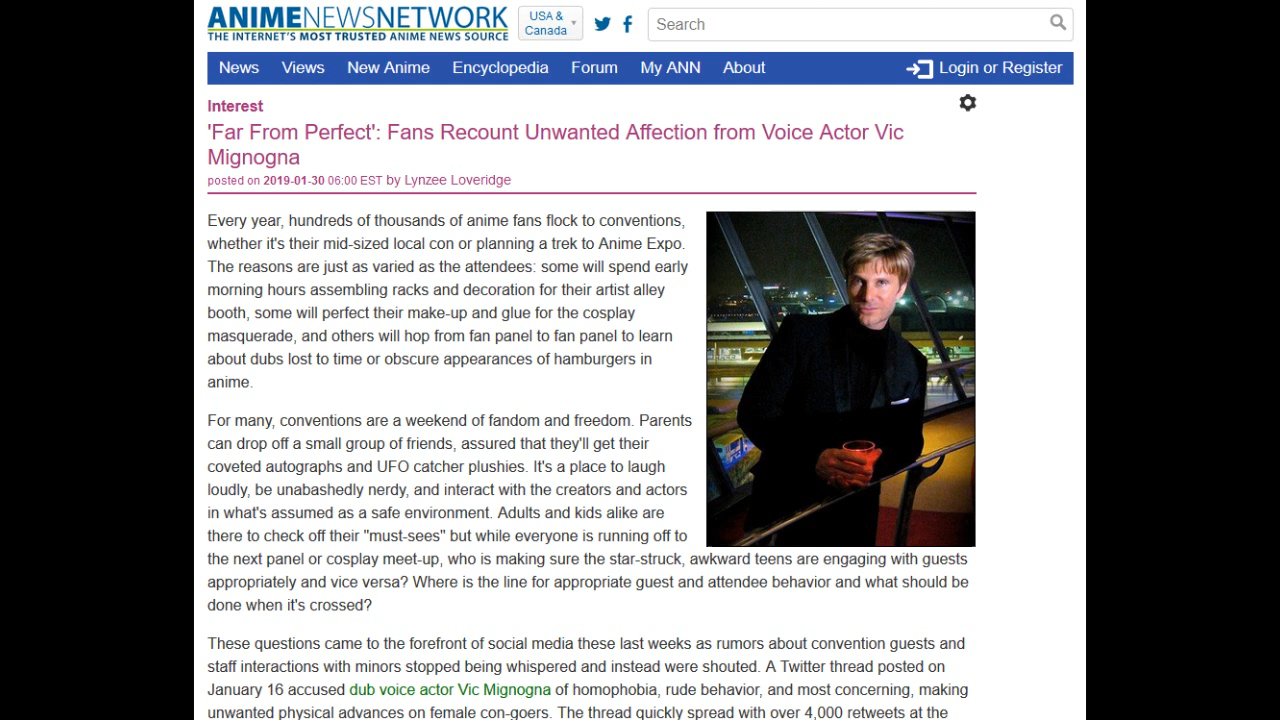 ANIMENEWSNETWORK
THE INTERNET'S MOST TRUSTED ANIME NEWS SOURCE
USA &
Canada
Search
News Views New Anime Encyclopedia Forum My ANN About Login or Register
Interest
'Far From Perfect': Fans Recount Unwanted Affection from Voice Actor Vic
Mignogna
posted on 2019-01-30 06:00 EST by Lynzee Loveridge
Every year, hundreds of thousands of anime fans flock to conventions,
whether it's their mid-sized local con or planning a trek to Anime Expo.
The reasons are just as varied as the attendees: some will spend early
morning hours assembling racks and decoration for their artist alley
booth, some will perfect their make-up and glue for the cosplay
masquerade, and others will hop from fan panel to fan panel to learn
about dubs lost to time or obscure appearances of hamburgers in
anime.
For many, conventions are a weekend of fandom and freedom. Parents
can drop off a small group of friends, assured that they'll get their
coveted autographs and UFO catcher plushies. It's a place to laugh
loudly, be unabashedly nerdy, and interact with the creators and actors
in what's assumed as a safe environment. Adults and kids alike are
there to check off their "must-sees" but while everyone is running off to
the next panel or cosplay meet-up, who is making sure the star-struck, awkward teens are engaging with guests
appropriately and vice versa? Where is the line for appropriate guest and attendee behavior and what should be
done when it's crossed?
These questions came to the forefront of social media these last weeks as rumors about convention guests and
staff interactions with minors stopped being whispered and instead were shouted. A Twitter thread posted on
January 16 accused dub voice actor Vic Mignogna of homophobia, rude behavior, and most concerning, making
unwanted physical advances on female con-goers. The thread quickly spread with over 4,000 retweets at the